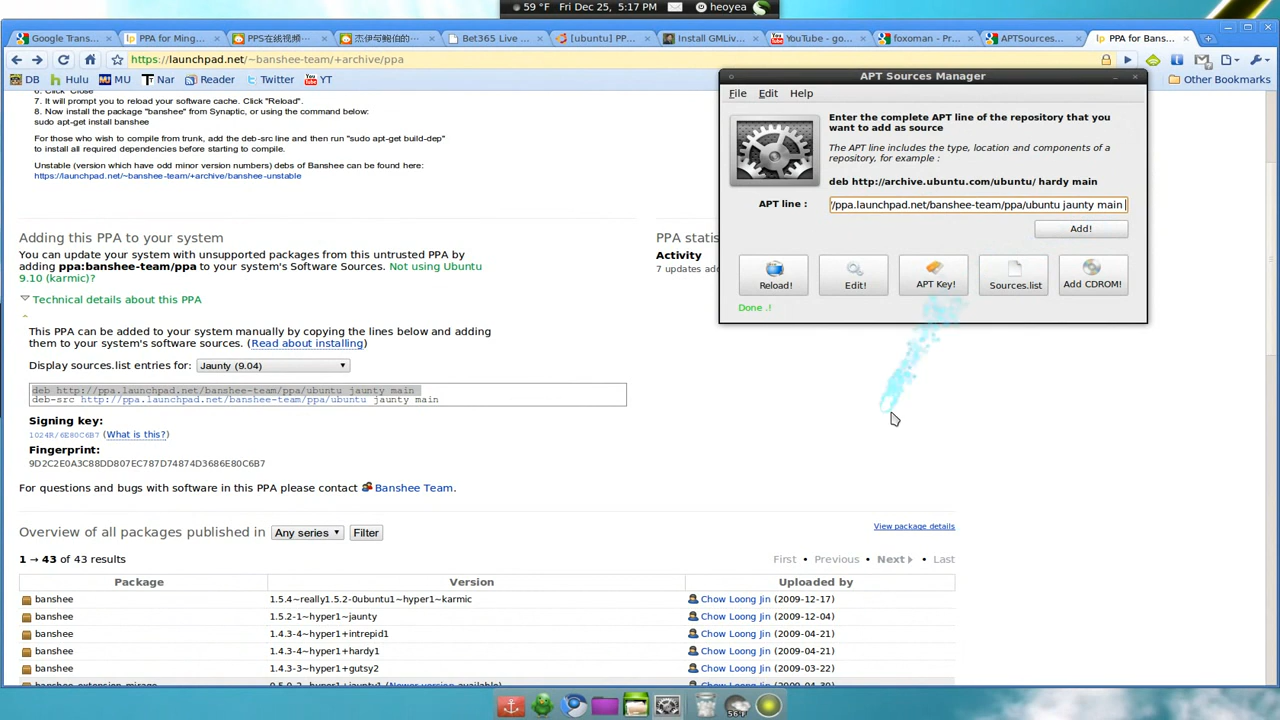 59 °F Fri Dec 25, 5:17 PM heoyea
Google Trans...
PPA for Ming...
PPS在线视频...
杰伊与鲍伯的...
Bet365 Live ...
[ubuntu] PP...
Install GMLiv...
YouTube - go...
foxoman - Pr...
APTSources...
PPA for Bans...
https://launchpad.net/~banshee-team/+archive/ppa
DB Hulu MU Nar Reader Twitter YT Other Bookmarks
7. It will prompt you to reload your software cache. Click "Reload".
8. Now install the package "banshee" from Synaptic, or using the command below:
sudo apt-get install banshee
For those who wish to compile from trunk, add the deb-src line and then run "sudo apt-get build-dep"
to install all required dependencies before starting to compile.
Unstable (version which have odd minor version numbers) debs of Banshee can be found here:
https://launchpad.net/~banshee-team/+archive/banshee-unstable
Adding this PPA to your system
You can update your system with unsupported packages from this untrusted PPA by
adding ppa:banshee-team/ppa to your system's Software Sources. Not using Ubuntu
9.10 (karmic)?
Technical details about this PPA
This PPA can be added to your system manually by copying the lines below and adding
them to your system's software sources. (Read about installing)
Display sources.list entries for: Jaunty (9.04)
deb http://ppa.launchpad.net/banshee-team/ppa/ubuntu jaunty main
deb-src http://ppa.launchpad.net/banshee-team/ppa/ubuntu jaunty main
Signing key:
1024R/6E80C6B7 (What is this?)
Fingerprint:
9D2C2E0A3C88DD807EC787D74874D3686E80C6B7
For questions and bugs with software in this PPA please contact Banshee Team.
PPA statis
Activity
7 updates add
APT Sources Manager
File Edit Help
Enter the complete APT line of the repository that you
want to add as source
The APT line includes the type, location and components of a
repository, for example :
deb http://archive.ubuntu.com/ubuntu/ hardy main
APT line : '/ppa.launchpad.net/banshee-team/ppa/ubuntu jaunty main
Add!
Reload! Edit! APT Key! Sources.list Add CDROM!
Done .!
View package details
Overview of all packages published in Any series Filter
1 → 43 of 43 results
First • Previous • Next • Last
Package Version Uploaded by
banshee 1.5.4~really1.5.2-0ubuntu1~hyper1~karmic Chow Loong Jin (2009-12-17)
banshee 1.5.2-1~hyper1~jaunty Chow Loong Jin (2009-12-04)
banshee 1.4.3-4~hyper1+intrepid1 Chow Loong Jin (2009-04-21)
banshee 1.4.3-4~hyper1+hardy1 Chow Loong Jin (2009-04-21)
banshee 1.4.3-3~hyper1+gutsy2 Chow Loong Jin (2009-03-22)
56°F